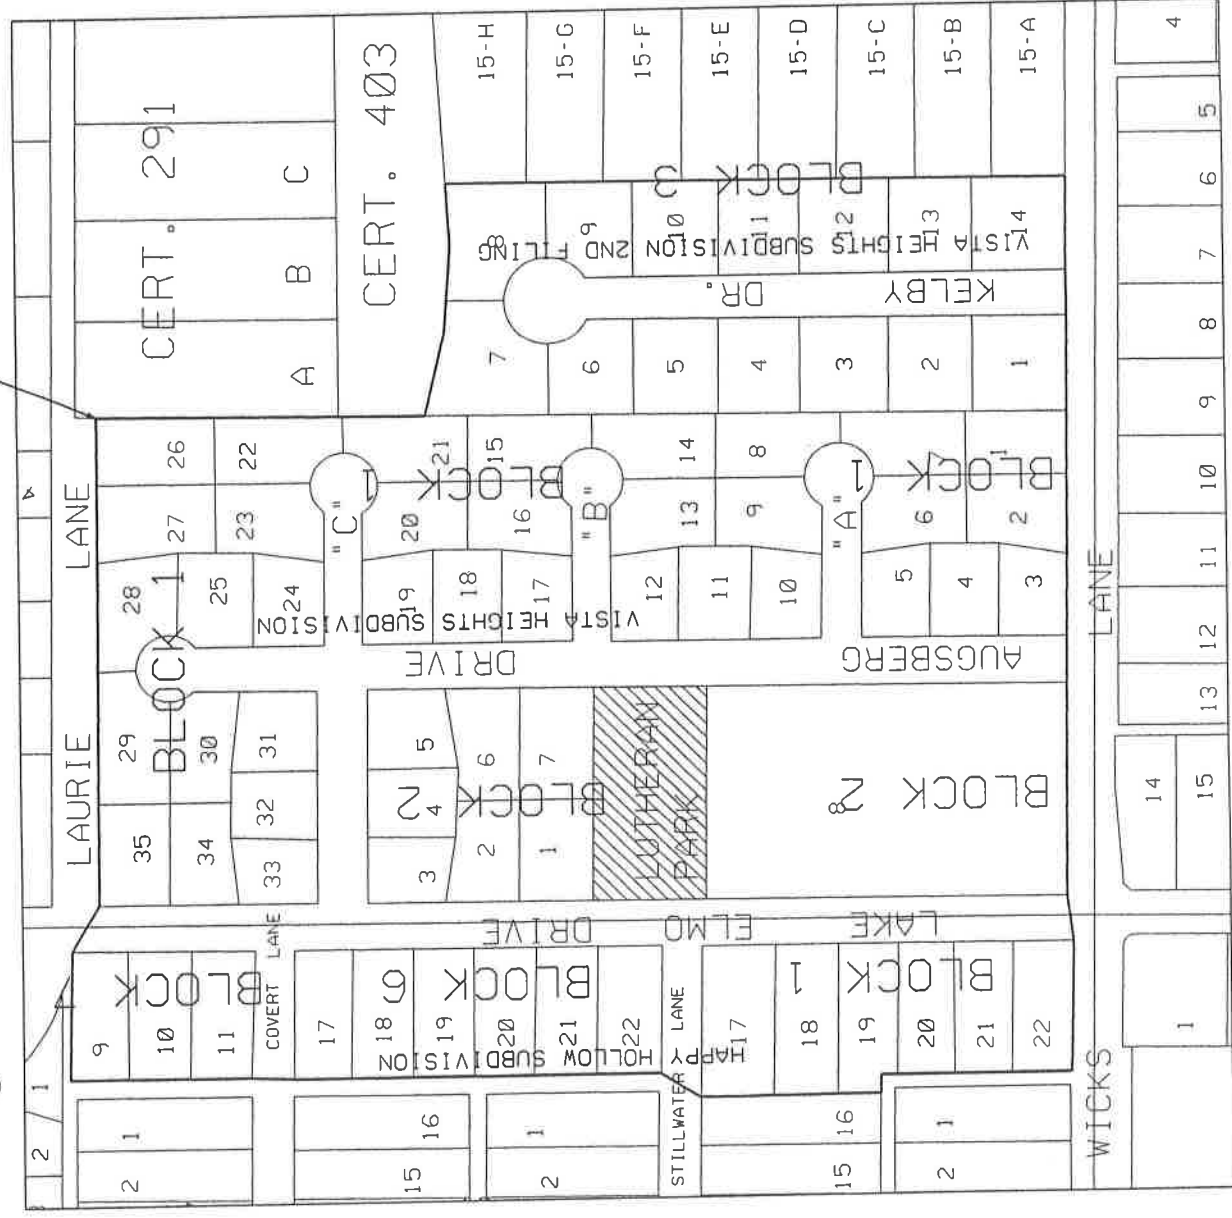 CERT. 291
A
B
C
CERT. 403
15-H
15-G
15-F
15-E
15-D
15-C
15-B
15-A
4
5
6
7
8
9
10
11
12
13
14
15
1
LAURIE LANE
26
27
28
22
23
25
24
BLOCK 1
"C"
21
20
19
15
16
18
17
BLOCK 1
"B"
14
13
12
8
9
11
10
"A"
1
6
5
2
4
3
BLOCK 1
VISTA HEIGHTS SUBDIVISION
7
8
9
10
11
12
13
14
6
5
4
3
2
1
BLOCK 3
VISTA HEIGHTS SUBDIVISION 2ND FILING
KELBY DR.
AUGSBERG DRIVE
29
30
31
35
34
32
33
5
6
7
4
3
2
1
BLOCK 2
LUTHERAN
PARK
BLOCK 2
8
LAKE ELMO DRIVE
COVERT LANE
STILLWATER LANE
9
10
11
17
18
19
20
21
22
BLOCK 6
17
18
19
20
21
22
BLOCK 1
HAPPY HOLLOW SUBDIVISION
1
2
1
2
16
15
1
2
16
15
1
2
WICKS LANE